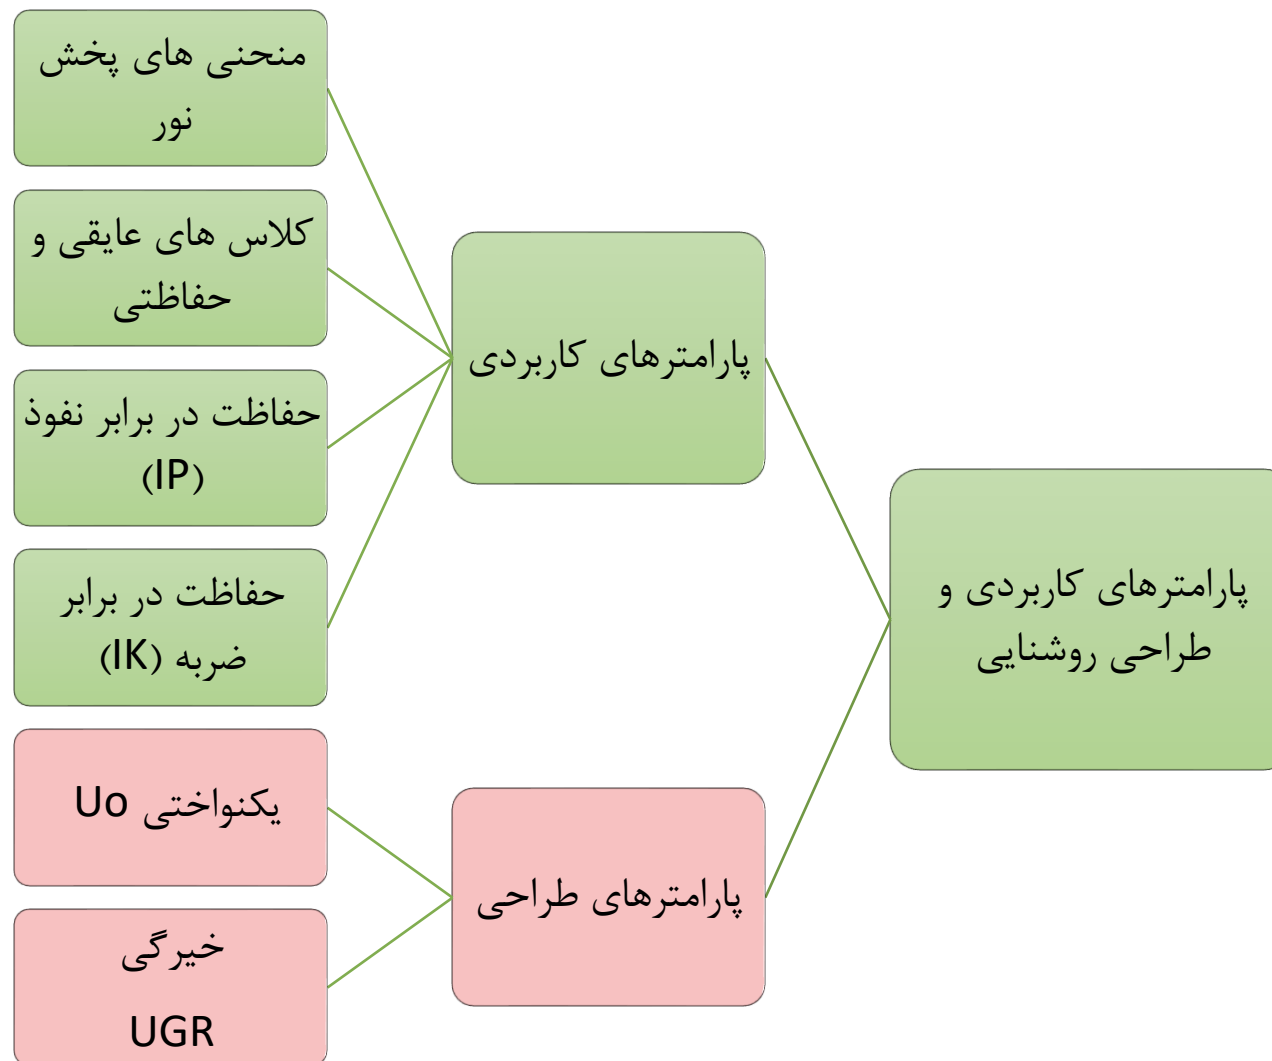 پارامترهای کاربردی و
طراحی روشنایی
پارامترهای کاربردی
منحنی های پخش
نور
کلاس های عایقی و
حفاظتی
حفاظت در برابر نفوذ
(IP)
حفاظت در برابر
ضربه (IK)
پارامترهای طراحی
یکنواختی Uo
خیرگی
UGR